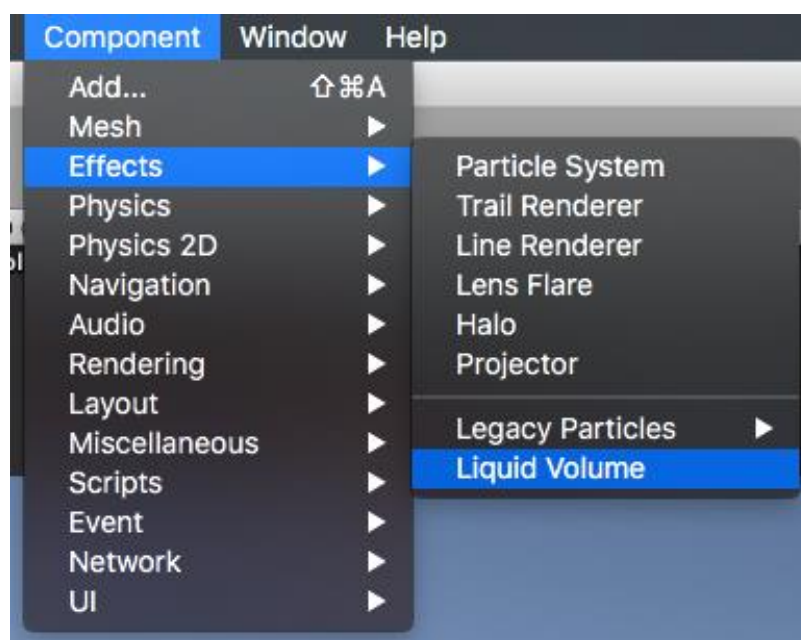 Component Window Help
Add... ⇧⌘A
Mesh
Effects
Physics
Physics 2D
Navigation
Audio
Rendering
Layout
Miscellaneous
Scripts
Event
Network
UI
Particle System
Trail Renderer
Line Renderer
Lens Flare
Halo
Projector
Legacy Particles
Liquid Volume